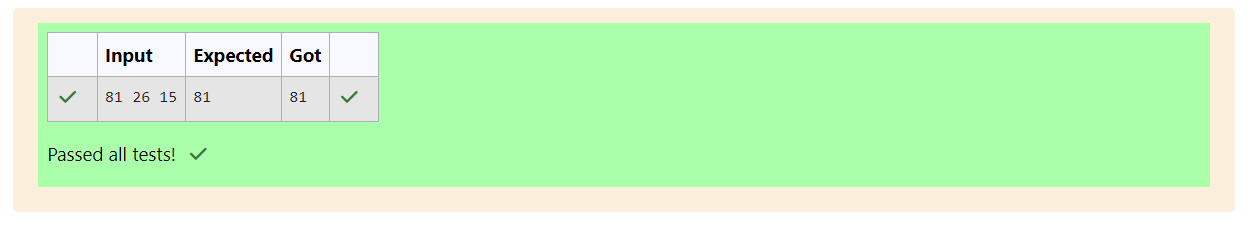 Input Expected Got
81 26 15 81 81
Passed all tests!